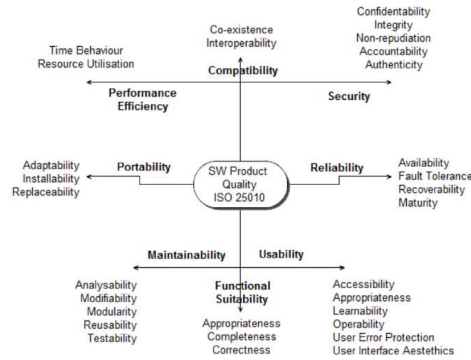 Confidentability
Integrity
Non-repudiation
Accountability
Authenticity
Co-existence
Interoperability
Time Behaviour
Resource Utilisation
Compatibility
Performance
Efficiency
Security
Adaptability
Installability
Replaceability
Portability
SW Product
Quality
ISO 25010
Reliability
Availability
Fault Tolerance
Recoverability
Maturity
Maintainability
Usability
Analysability
Modifiability
Modularity
Reusability
Testability
Functional
Suitability
Appropriateness
Completeness
Correctness
Accessibility
Appropriateness
Learnability
Operability
User Error Protection
User Interface Aestethics